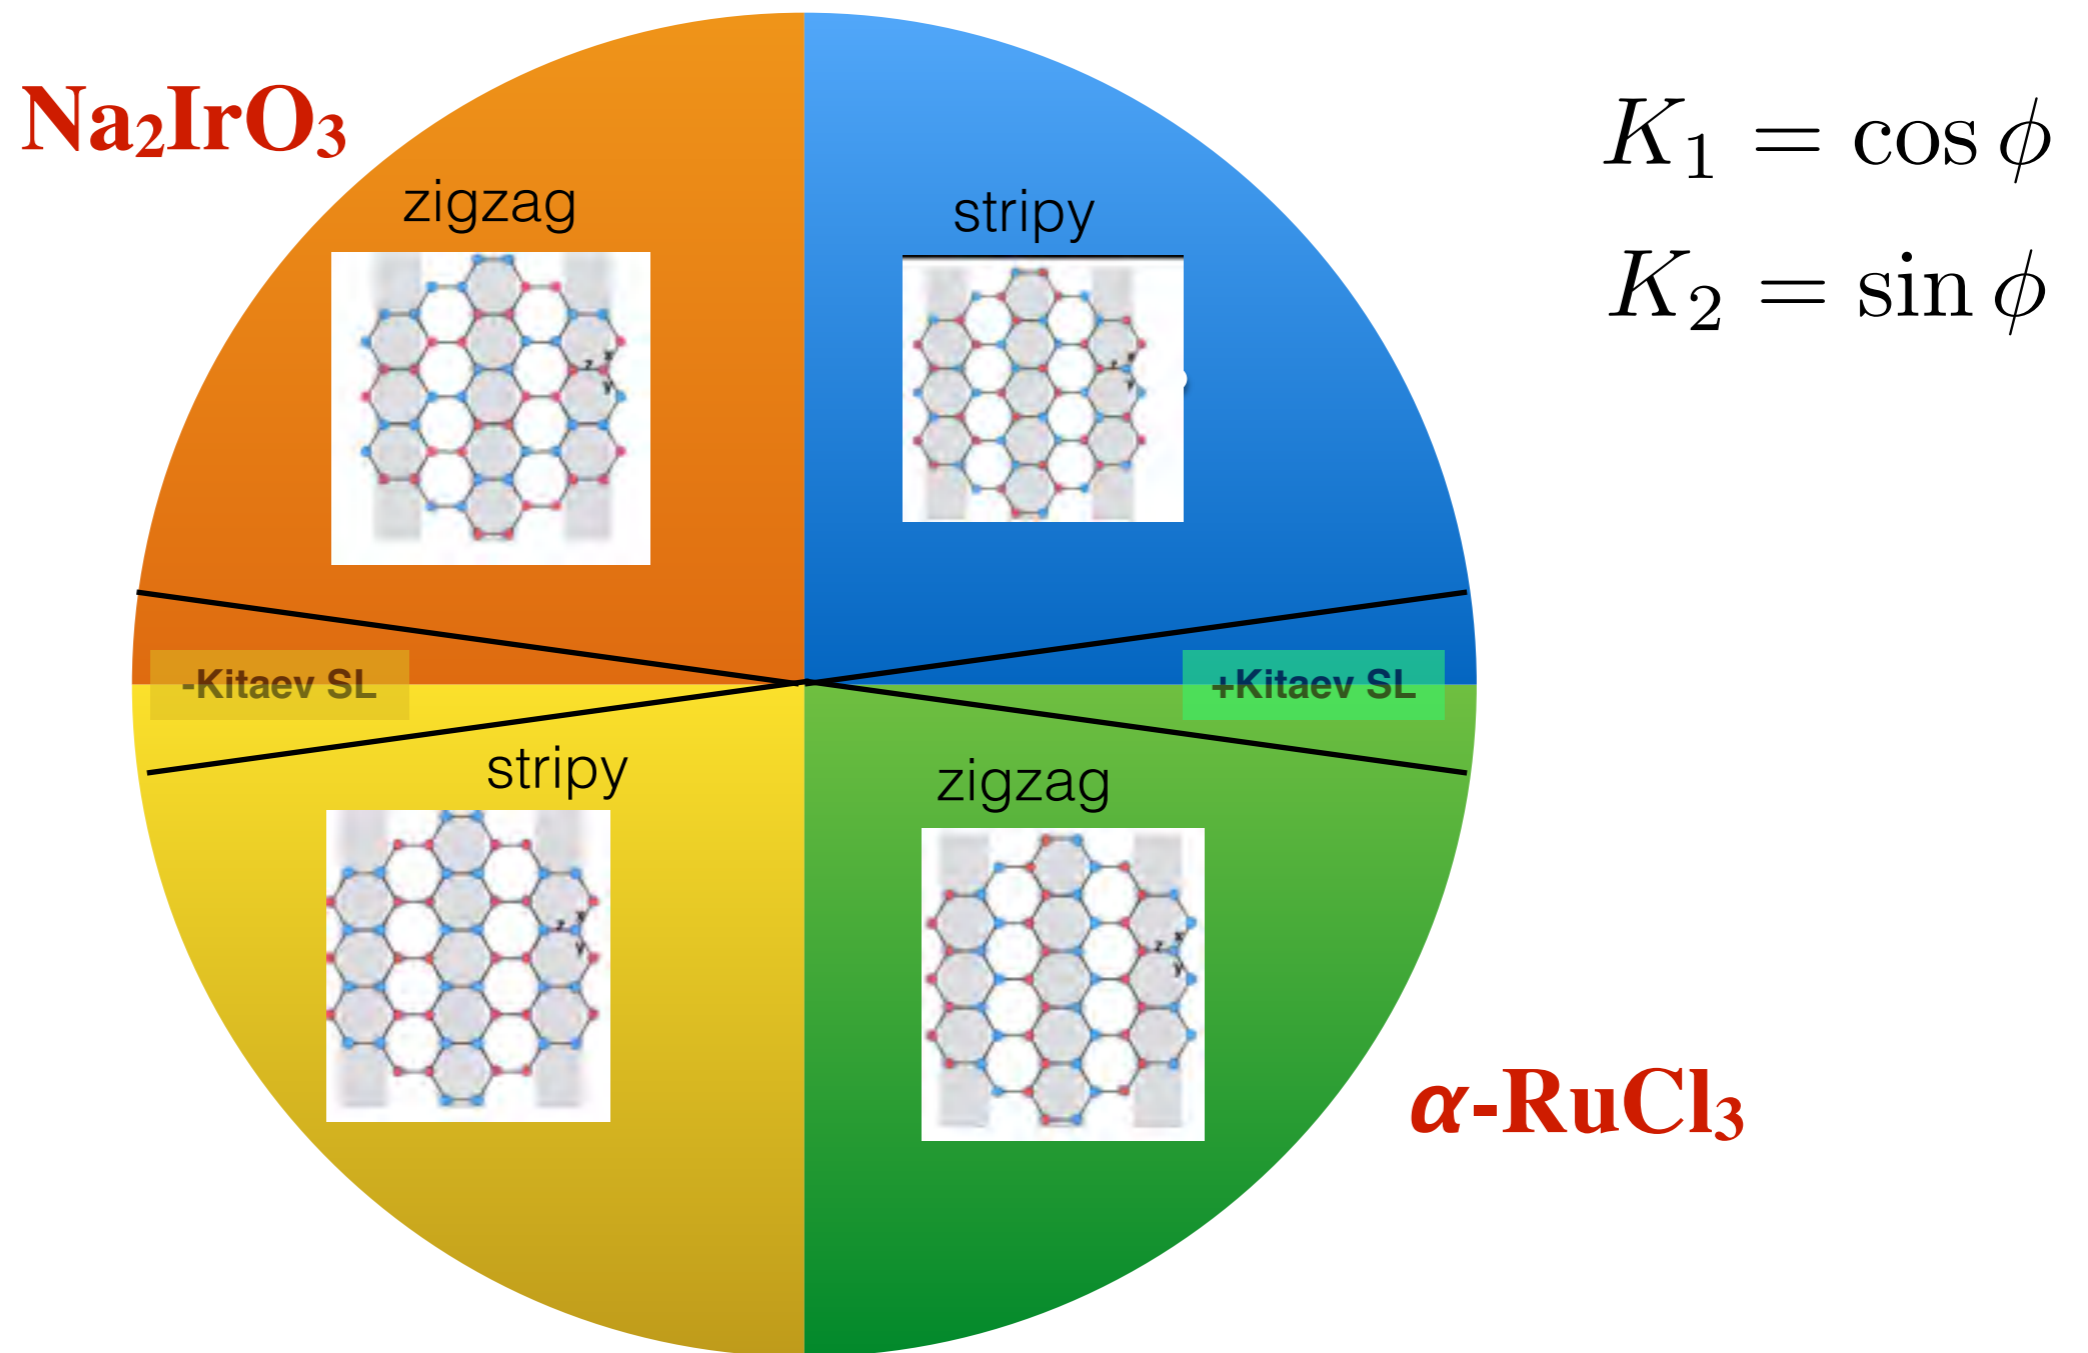 Na₂IrO₃
K₁ = cos ϕ
zigzag
stripy
K₂ = sin ϕ
z x
y
z x
y
-Kitaev SL
+Kitaev SL
stripy
zigzag
z x
y
z x
y
α-RuCl₃